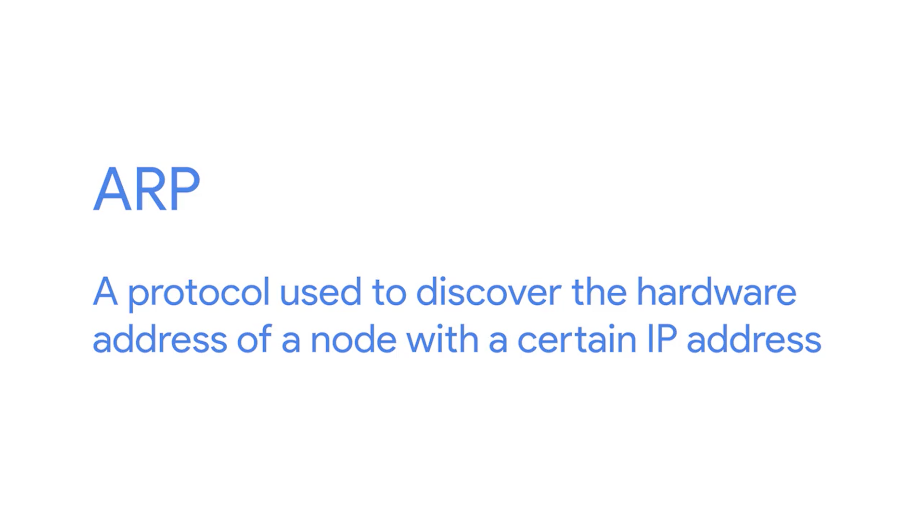 ARP
A protocol used to discover the hardware
address of a node with a certain IP address